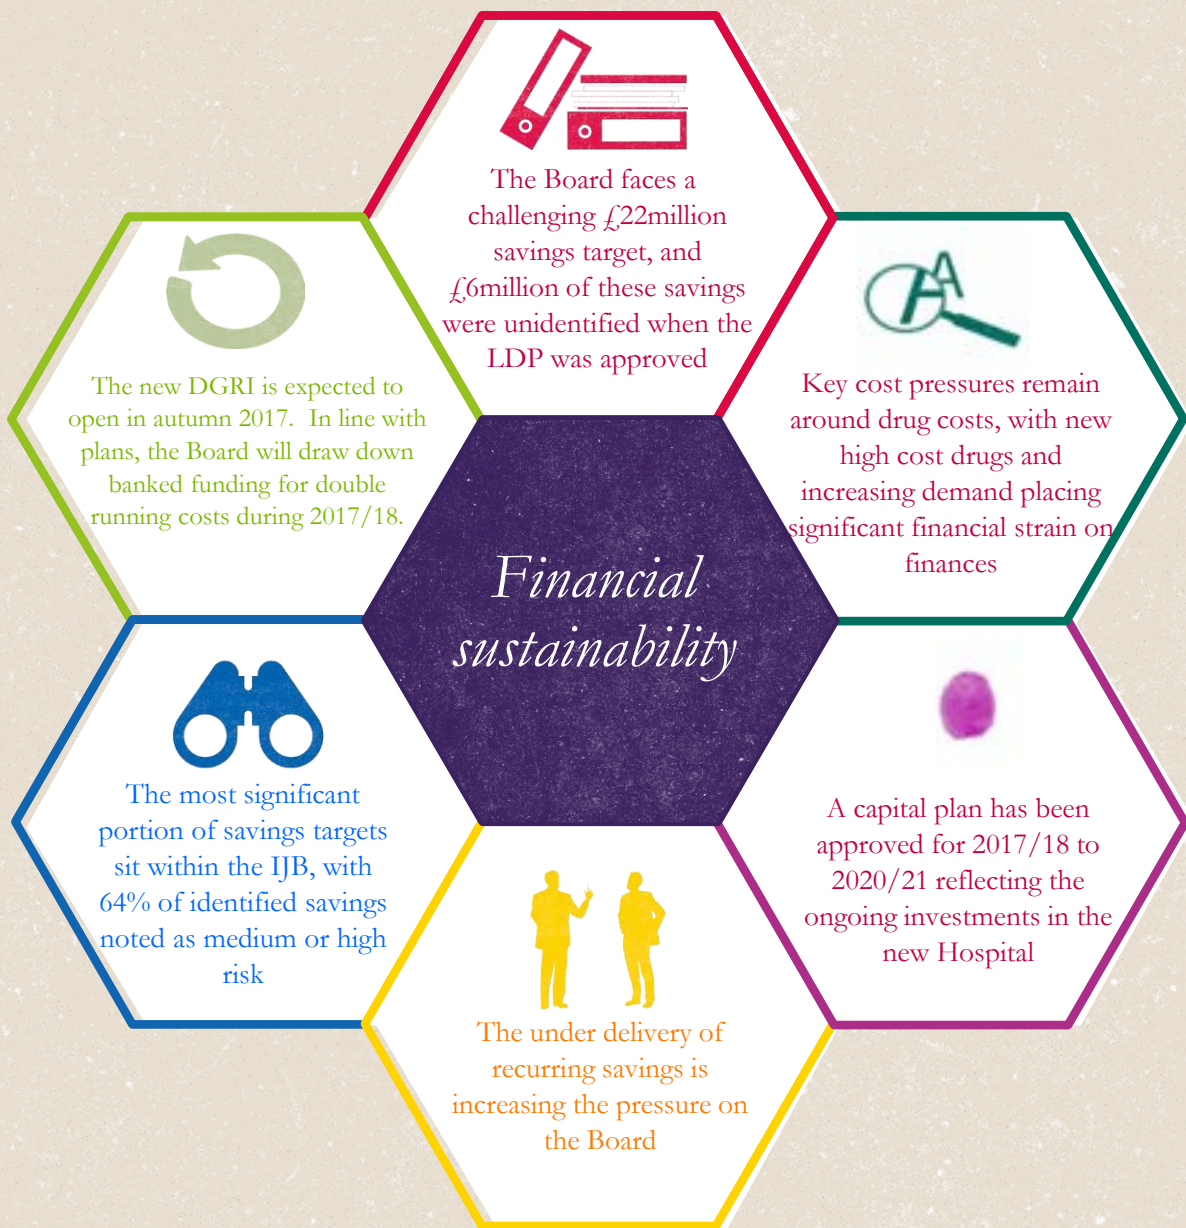 The Board faces a
challenging £22million
savings target, and
£6million of these savings
were unidentified when the
LDP was approved
The new DGRI is expected to
open in autumn 2017.  In line with
plans, the Board will draw down
banked funding for double
running costs during 2017/18.
Key cost pressures remain
around drug costs, with new
high cost drugs and
increasing demand placing
significant financial strain on
finances
Financial
sustainability
The most significant
portion of savings targets
sit within the IJB, with
64% of identified savings
noted as medium or high
risk
A capital plan has been
approved for 2017/18 to
2020/21 reflecting the
ongoing investments in the
new Hospital
The under delivery of
recurring savings is
increasing the pressure on
the Board